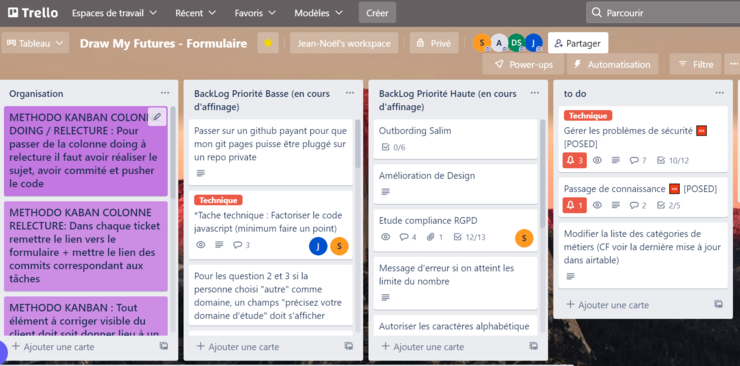 Trello
Espaces de travail
Récent
Favoris
Modèles
Créer
Parcourir
Tableau
Draw My Futures - Formulaire
Jean-Noël's workspace
Privé
S
A
DS
J
Partager
Power-ups
Automatisation
Filtre
Organisation
METHODO KANBAN COLONNE
DOING / RELECTURE : Pour
passer de la colonne doing à
relecture il faut avoir réaliser le
sujet, avoir commité et pusher
le code
METHODO KABAN COLONNE
RELECTURE: Dans chaque ticket
remettre le lien vers le
formulaire + mettre le lien des
commits correspondant aux
tâches
METHODO KANBAN : Tout
élément à corriger visible du
client doit soit donner lieu à un
Ajouter une carte
BackLog Priorité Basse (en cours
d'affinage)
Passer sur un github payant pour que
mon git pages puisse être pluggé sur
un repo private
Technique
*Tache technique : Factoriser le code
javascript (minimum faire un point)
3
J
S
Pour les question 2 et 3 si la
personne choisi "autre" comme
domaine, un champs "précisez votre
domaine d'étude" doit s'afficher
Ajouter une carte
BackLog Priorité Haute (en cours
d'affinage)
Outbording Salim
0/6
Amélioration de Design
Etude compliance RGPD
4
1
12/13
S
Message d'erreur si on atteint les
limite du nombre
Autoriser les caractères alphabétique
Ajouter une carte
to do
Technique
Gérer les problèmes de sécurité
[POSED]
3
7
10/12
Passage de connaissance [POSED]
1
2
2/5
Modifier la liste des catégories de
métiers (CF voir la dernière mise à jour
dans airtable)
Ajouter une carte